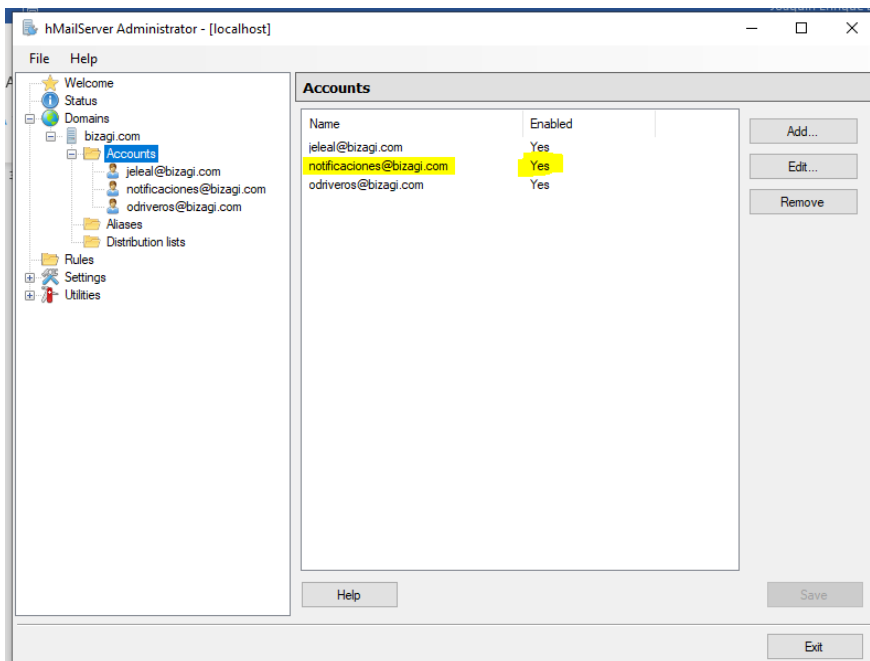 hMailServer Administrator - [localhost]
File Help
Welcome
Status
Domains
bizagi.com
Accounts
jeleal@bizagi.com
notificaciones@bizagi.com
odriveros@bizagi.com
Aliases
Distribution lists
Rules
Settings
Utilities
Accounts
Name Enabled
jeleal@bizagi.com Yes
notificaciones@bizagi.com Yes
odriveros@bizagi.com Yes
Add...
Edit...
Remove
Help
Save
Exit